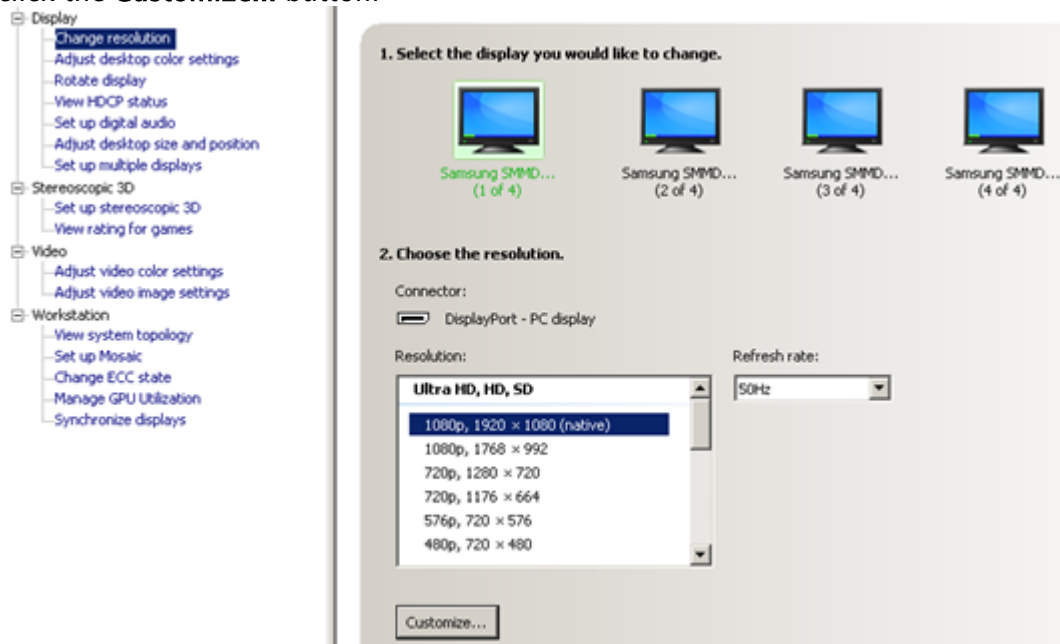 click the Customize... button
Display
Change resolution
Adjust desktop color settings
Rotate display
View HDCP status
Set up digital audio
Adjust desktop size and position
Set up multiple displays
Stereoscopic 3D
Set up stereoscopic 3D
View rating for games
Video
Adjust video color settings
Adjust video image settings
Workstation
View system topology
Set up Mosaic
Change ECC state
Manage GPU Utilization
Synchronize displays
1. Select the display you would like to change.
Samsung SMMD... Samsung SMMD... Samsung SMMD... Samsung SMMD...
(1 of 4) (2 of 4) (3 of 4) (4 of 4)
2. Choose the resolution.
Connector:
DisplayPort - PC display
Resolution: Refresh rate:
Ultra HD, HD, SD 50Hz
1080p, 1920 × 1080 (native)
1080p, 1768 × 992
720p, 1280 × 720
720p, 1176 × 664
576p, 720 × 576
480p, 720 × 480
Customize...